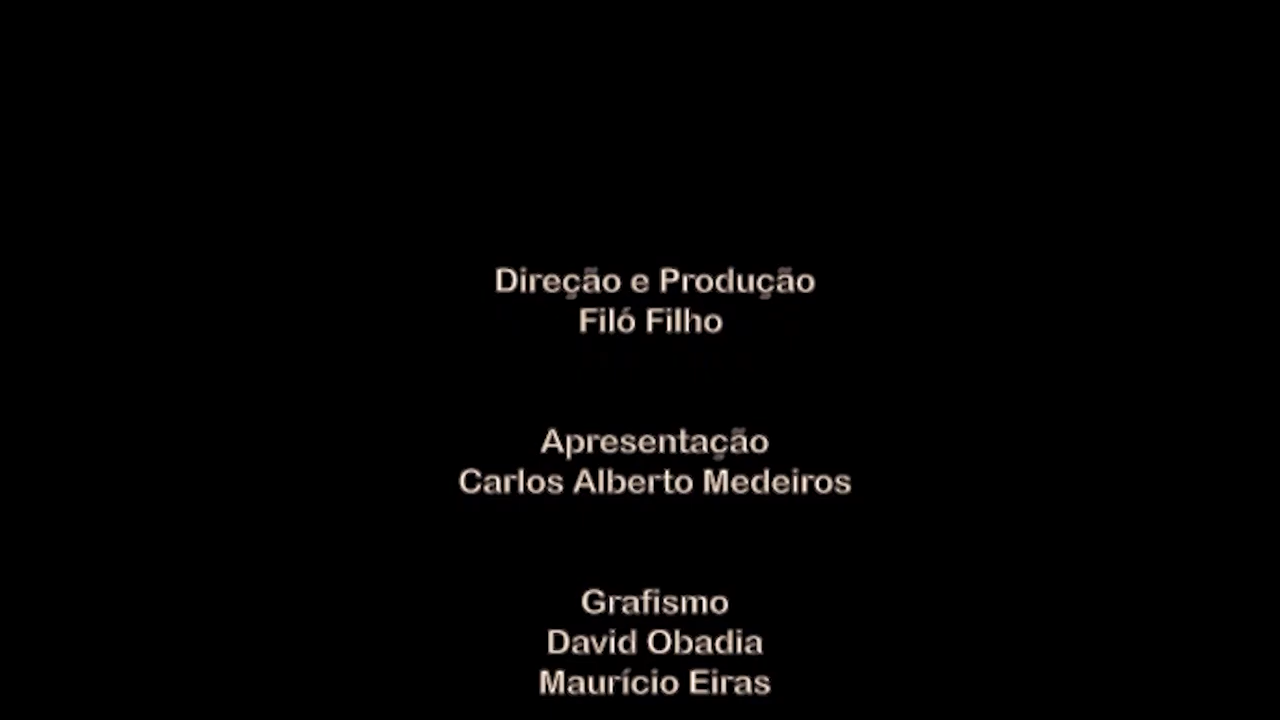 Direção e Produção
Filó Filho
Apresentação
Carlos Alberto Medeiros
Grafismo
David Obadia
Maurício Eiras